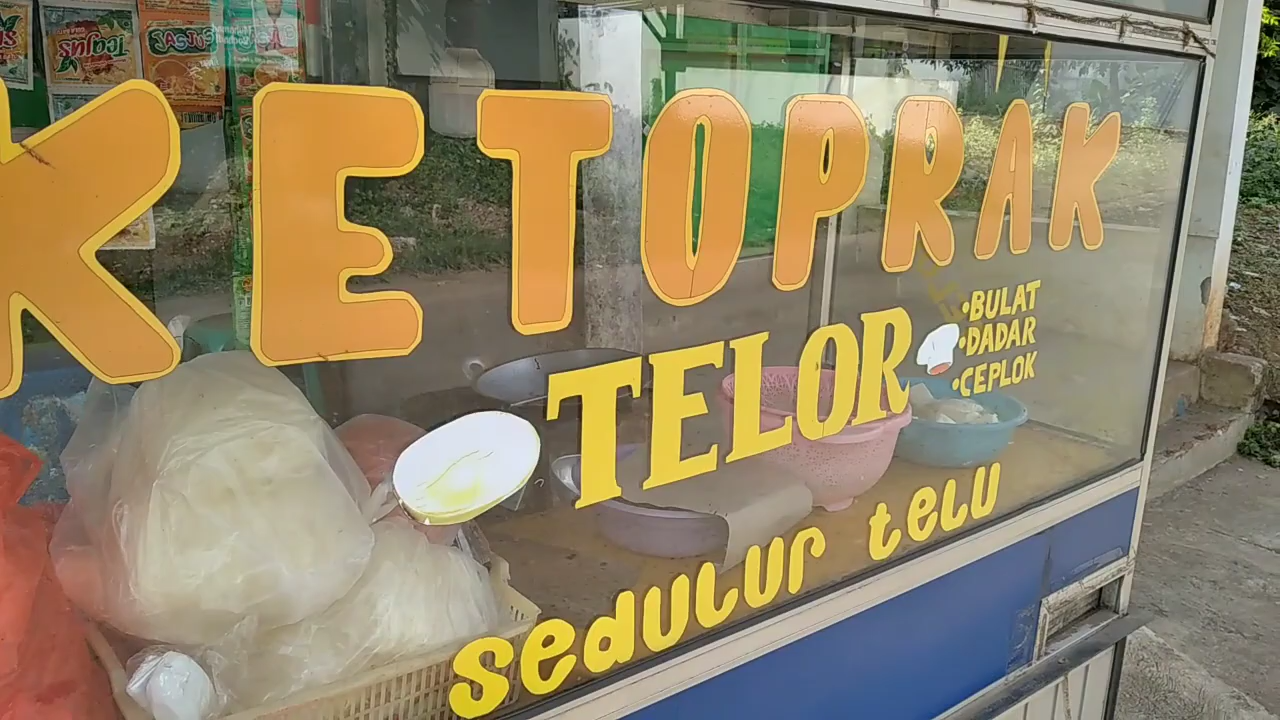 KETOPRAK
TELOR
•BULAT
•DADAR
•CEPLOK
sedulur telu